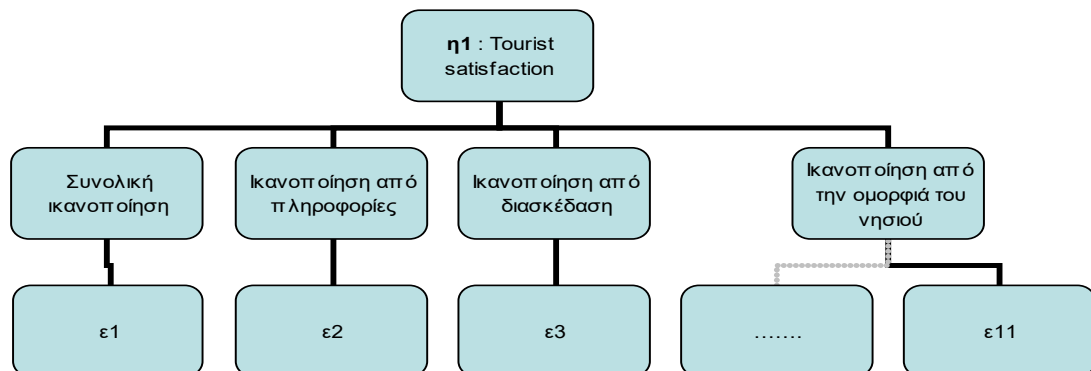 η1 : Tourist
satisfaction
Συνολική
ικανοποίηση
Ικανοποίηση από
πληροφορίες
Ικανοποίηση από
διασκέδαση
Ικανοποίηση από
την ομορφιά του
νησιού
ε1
ε2
ε3
.......
ε11